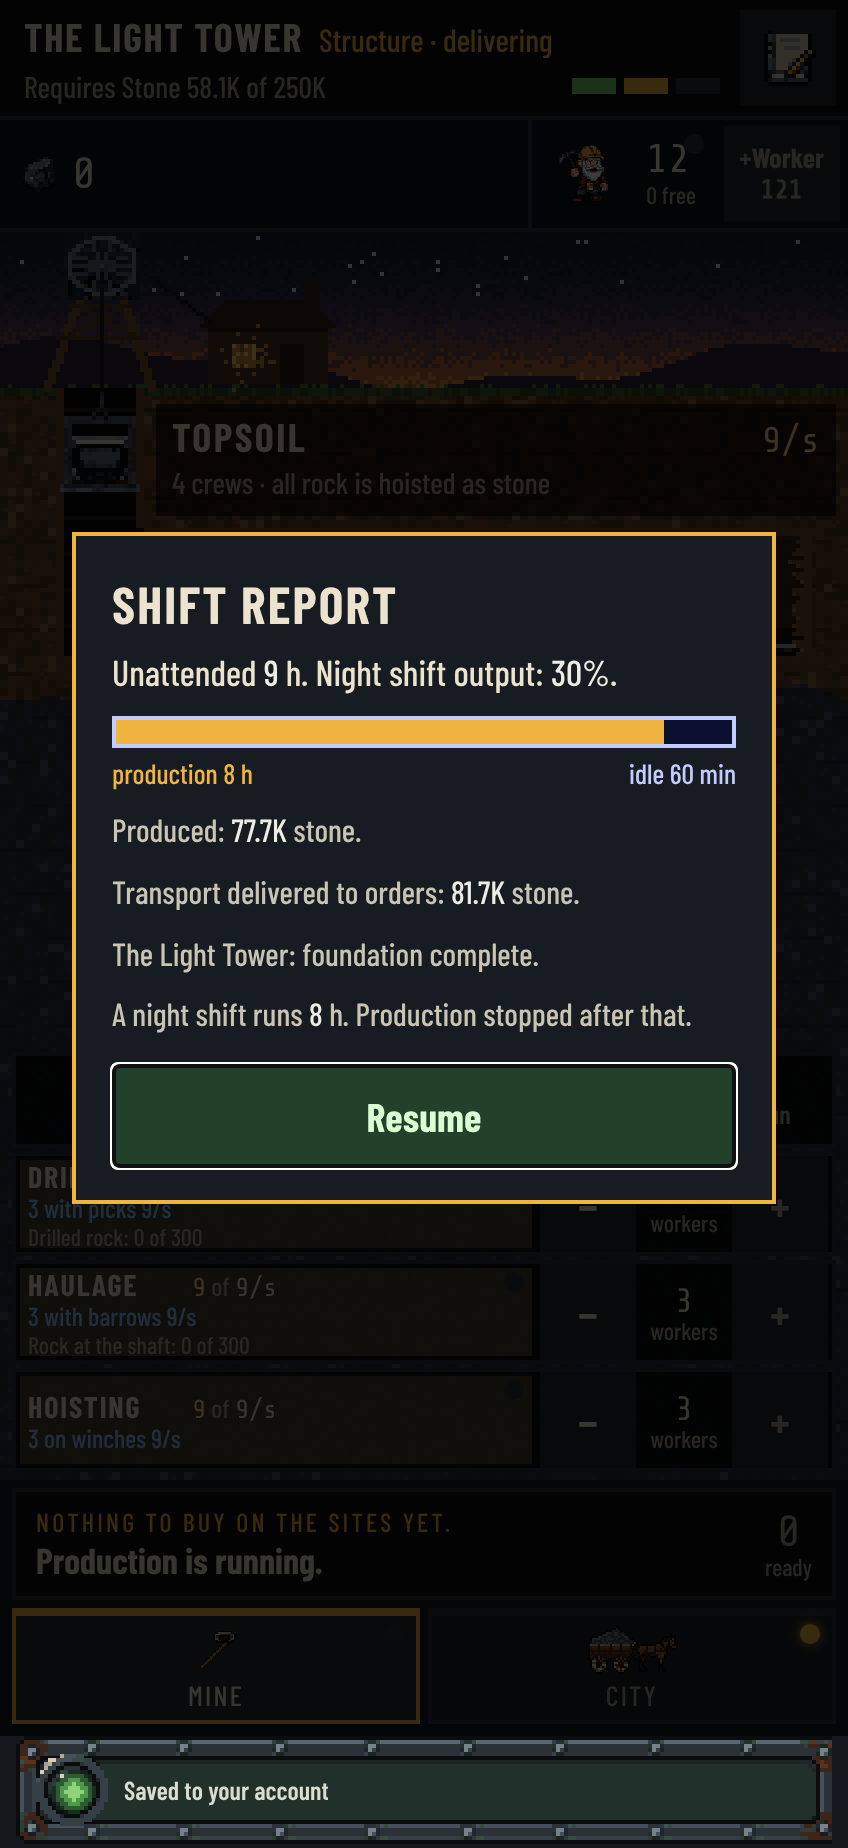 THE LIGHT TOWER Structure · delivering
Requires Stone 58.1K of 250K
0
12
0 free
+Worker
121
TOPSOIL 9/s
4 crews · all rock is hoisted as stone
SHIFT REPORT
Unattended 9 h. Night shift output: 30%.
production 8 h idle 60 min
Produced: 77.7K stone.
Transport delivered to orders: 81.7K stone.
The Light Tower: foundation complete.
A night shift runs 8 h. Production stopped after that.
Resume
3 with picks 9/s
Drilled rock: 0 of 300
− workers +
HAULAGE 9 of 9/s
3 with barrows 9/s
Rock at the shaft: 0 of 300
− 3 workers +
HOISTING 9 of 9/s
3 on winches 9/s
− 3 workers +
NOTHING TO BUY ON THE SITES YET.
Production is running.
0
ready
MINE
CITY
Saved to your account